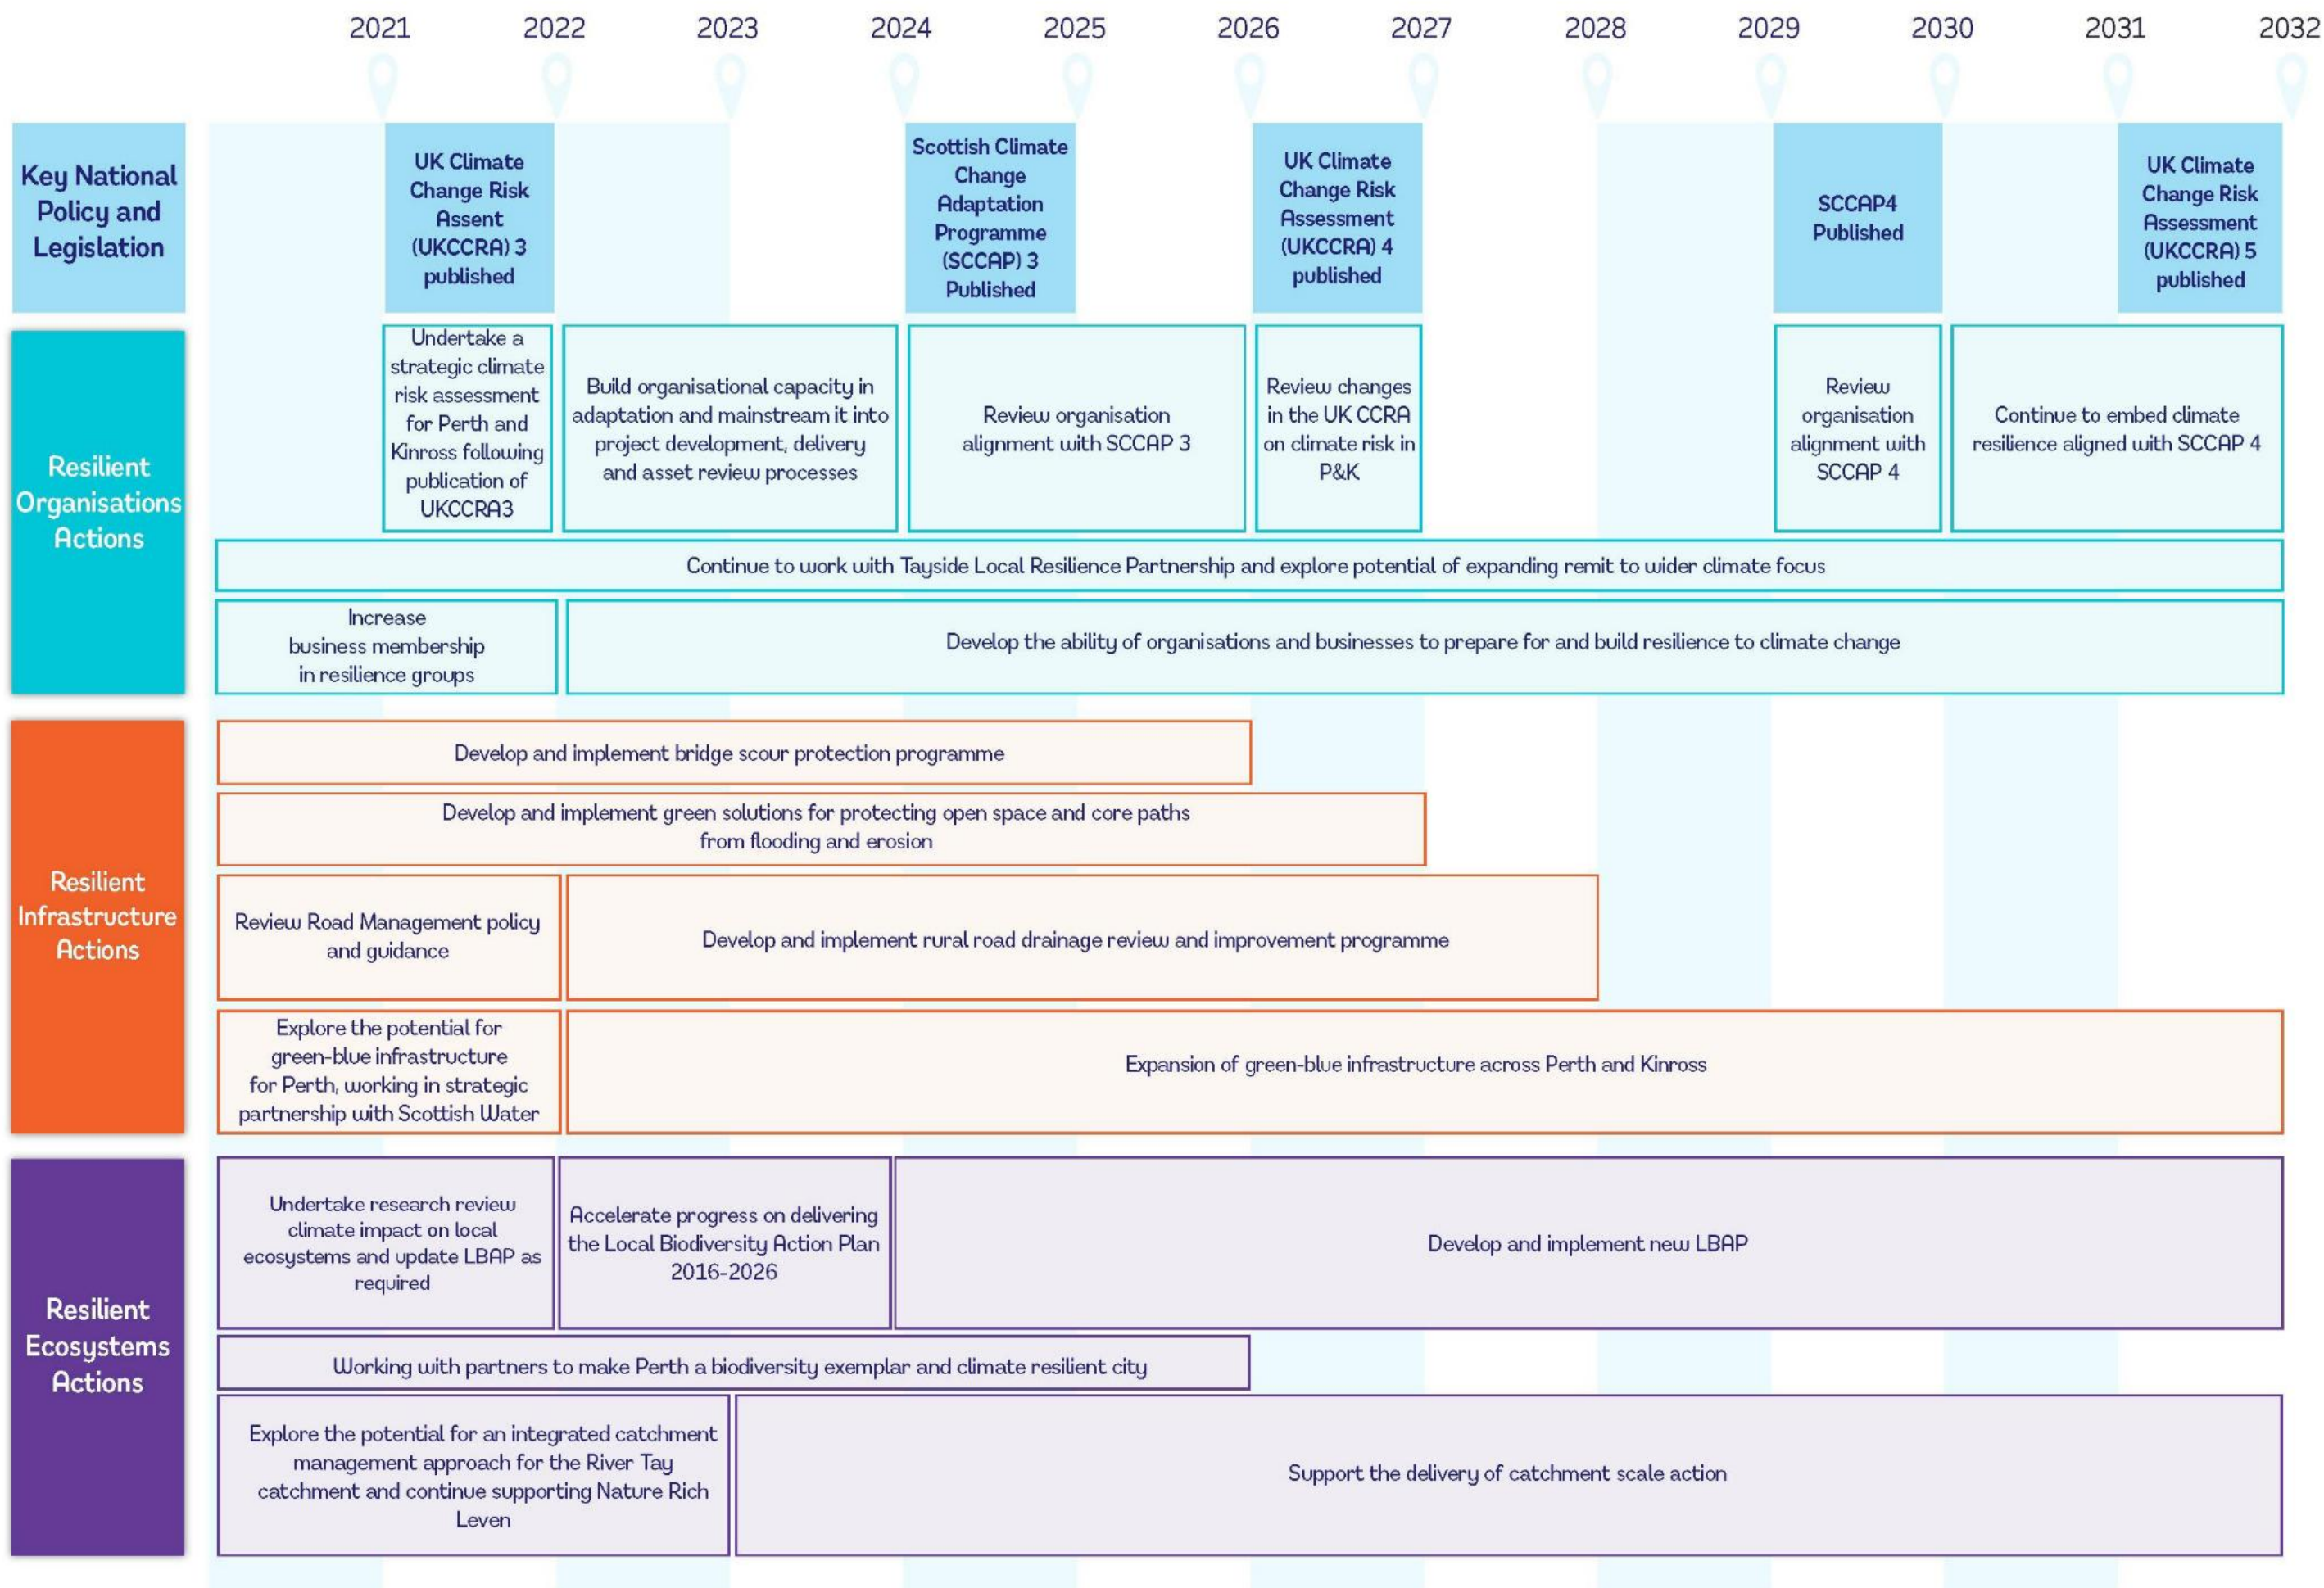 2021 2022 2023 2024 2025 2026 2027 2028 2029 2030 2031 2032
Key National
Policy and
Legislation
UK Climate
Change Risk
Assent
(UKCCRA) 3
published
Scottish Climate
Change
Adaptation
Programme
(SCCAP) 3
Published
UK Climate
Change Risk
Assessment
(UKCCRA) 4
published
SCCAP4
Published
UK Climate
Change Risk
Assessment
(UKCCRA) 5
published
Resilient
Organisations
Actions
Undertake a
strategic climate
risk assessment
for Perth and
Kinross following
publication of
UKCCRA3
Build organisational capacity in
adaptation and mainstream it into
project development, delivery
and asset review processes
Review organisation
alignment with SCCAP 3
Review changes
in the UK CCRA
on climate risk in
P&K
Review
organisation
alignment with
SCCAP 4
Continue to embed climate
resilience aligned with SCCAP 4
Continue to work with Tayside Local Resilience Partnership and explore potential of expanding remit to wider climate focus
Increase
business membership
in resilience groups
Develop the ability of organisations and businesses to prepare for and build resilience to climate change
Resilient
Infrastructure
Actions
Develop and implement bridge scour protection programme
Develop and implement green solutions for protecting open space and core paths
from flooding and erosion
Review Road Management policy
and guidance
Develop and implement rural road drainage review and improvement programme
Explore the potential for
green-blue infrastructure
for Perth, working in strategic
partnership with Scottish Water
Expansion of green-blue infrastructure across Perth and Kinross
Resilient
Ecosystems
Actions
Undertake research review
climate impact on local
ecosystems and update LBAP as
required
Accelerate progress on delivering
the Local Biodiversity Action Plan
2016-2026
Develop and implement new LBAP
Working with partners to make Perth a biodiversity exemplar and climate resilient city
Explore the potential for an integrated catchment
management approach for the River Tay
catchment and continue supporting Nature Rich
Leven
Support the delivery of catchment scale action